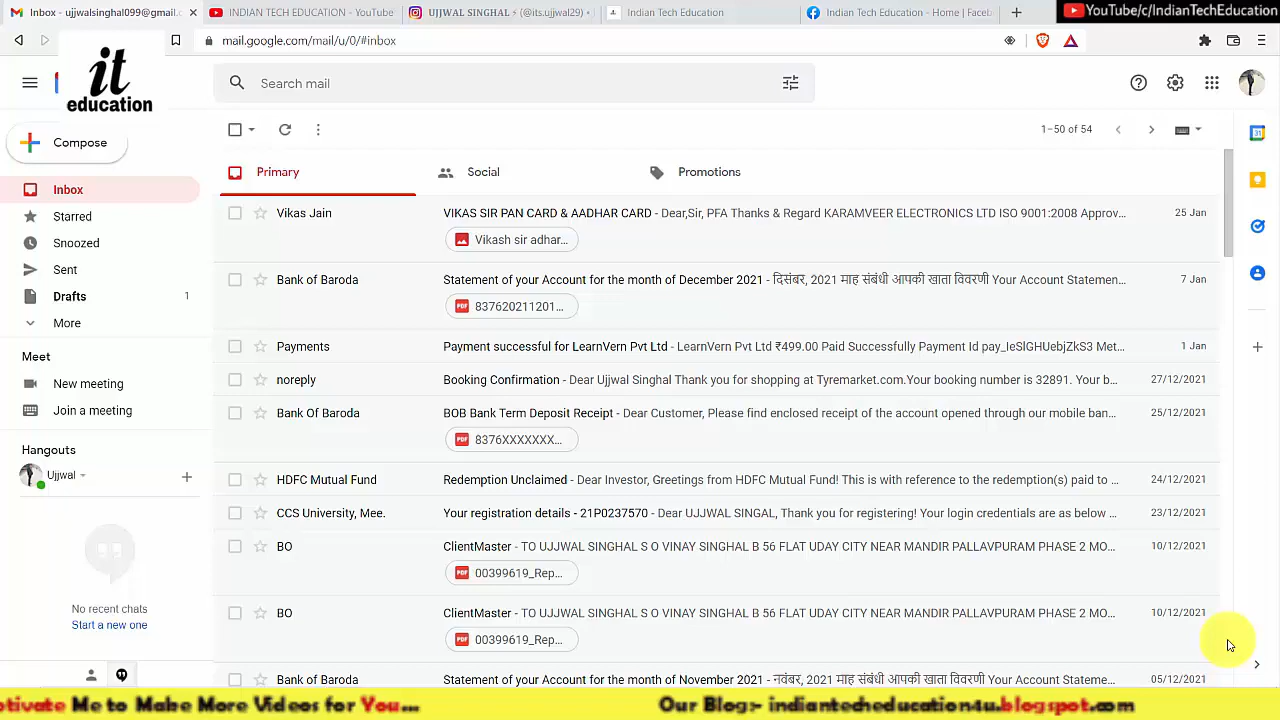 Inbox - ujjwalsinghal099@gmail.c
INDIAN TECH EDUCATION - YouTube
UJJWAL SINGHAL ⚡ (@its.ujjwal29) •
Indian Tech Education
Indian Tech Education - Home | Faceb
YouTube/c/IndianTechEducation
mail.google.com/mail/u/0/#inbox
it
education
Search mail
Compose
1–50 of 54
Primary
Social
Promotions
Inbox
Starred
Snoozed
Sent
Drafts 1
More
Meet
New meeting
Join a meeting
Hangouts
Ujjwal
No recent chats
Start a new one
Vikas Jain VIKAS SIR PAN CARD & AADHAR CARD - Dear,Sir, PFA Thanks & Regard KARAMVEER ELECTRONICS LTD ISO 9001:2008 Approv... 25 Jan
Vikash sir adhar...
Bank of Baroda Statement of your Account for the month of December 2021 - दिसंबर, 2021 माह संबंधी आपकी खाता विवरणी Your Account Statemen... 7 Jan
PDF 837620211201...
Payments Payment successful for LearnVern Pvt Ltd - LearnVern Pvt Ltd ₹499.00 Paid Successfully Payment Id pay_IeSlGHUebjZkS3 Met... 1 Jan
noreply Booking Confirmation - Dear Ujjwal Singhal Thank you for shopping at Tyremarket.com.Your booking number is 32891. Your b... 27/12/2021
Bank Of Baroda BOB Bank Term Deposit Receipt - Dear Customer, Please find enclosed receipt of the account opened through our mobile ban... 25/12/2021
PDF 8376XXXXXXX...
HDFC Mutual Fund Redemption Unclaimed - Dear Investor, Greetings from HDFC Mutual Fund! This is with reference to the redemption(s) paid to ... 24/12/2021
CCS University, Mee. Your registration details - 21P0237570 - Dear UJJWAL SINGAL, Thank you for registering! Your login credentials are as below ... 23/12/2021
BO ClientMaster - TO UJJWAL SINGHAL S O VINAY SINGHAL B 56 FLAT UDAY CITY NEAR MANDIR PALLAVPURAM PHASE 2 MO... 10/12/2021
PDF 00399619_Rep...
BO ClientMaster - TO UJJWAL SINGHAL S O VINAY SINGHAL B 56 FLAT UDAY CITY NEAR MANDIR PALLAVPURAM PHASE 2 MO... 10/12/2021
PDF 00399619_Rep...
Bank of Baroda Statement of your Account for the month of November 2021 - नवंबर, 2021 माह संबंधी आपकी खाता विवरणी Your Account Stateme... 05/12/2021
otivate Me to Make More Videos for You... Our Blog:- indiantecheducation4u.blogspot.com